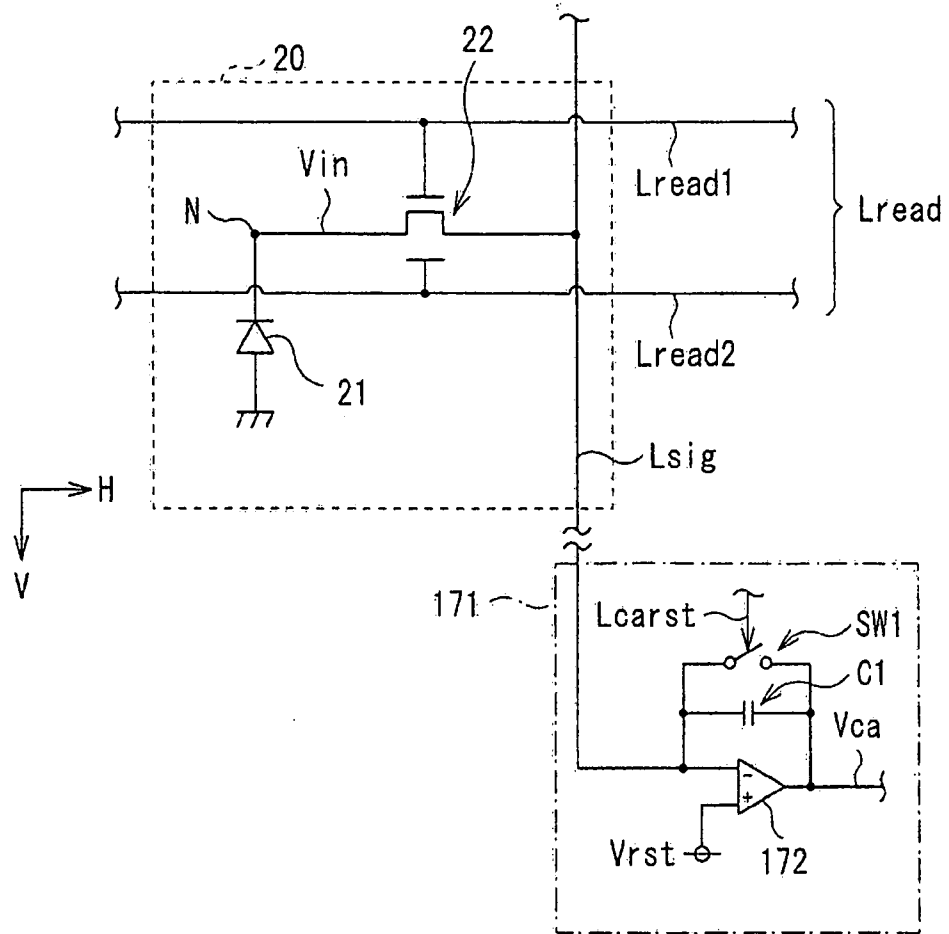 20
22
Lread1
Vin
Lread
N
Lread2
21
Lsig
H
V
171
Lcarst
SW1
C1
Vca
-
+
Vrst
172